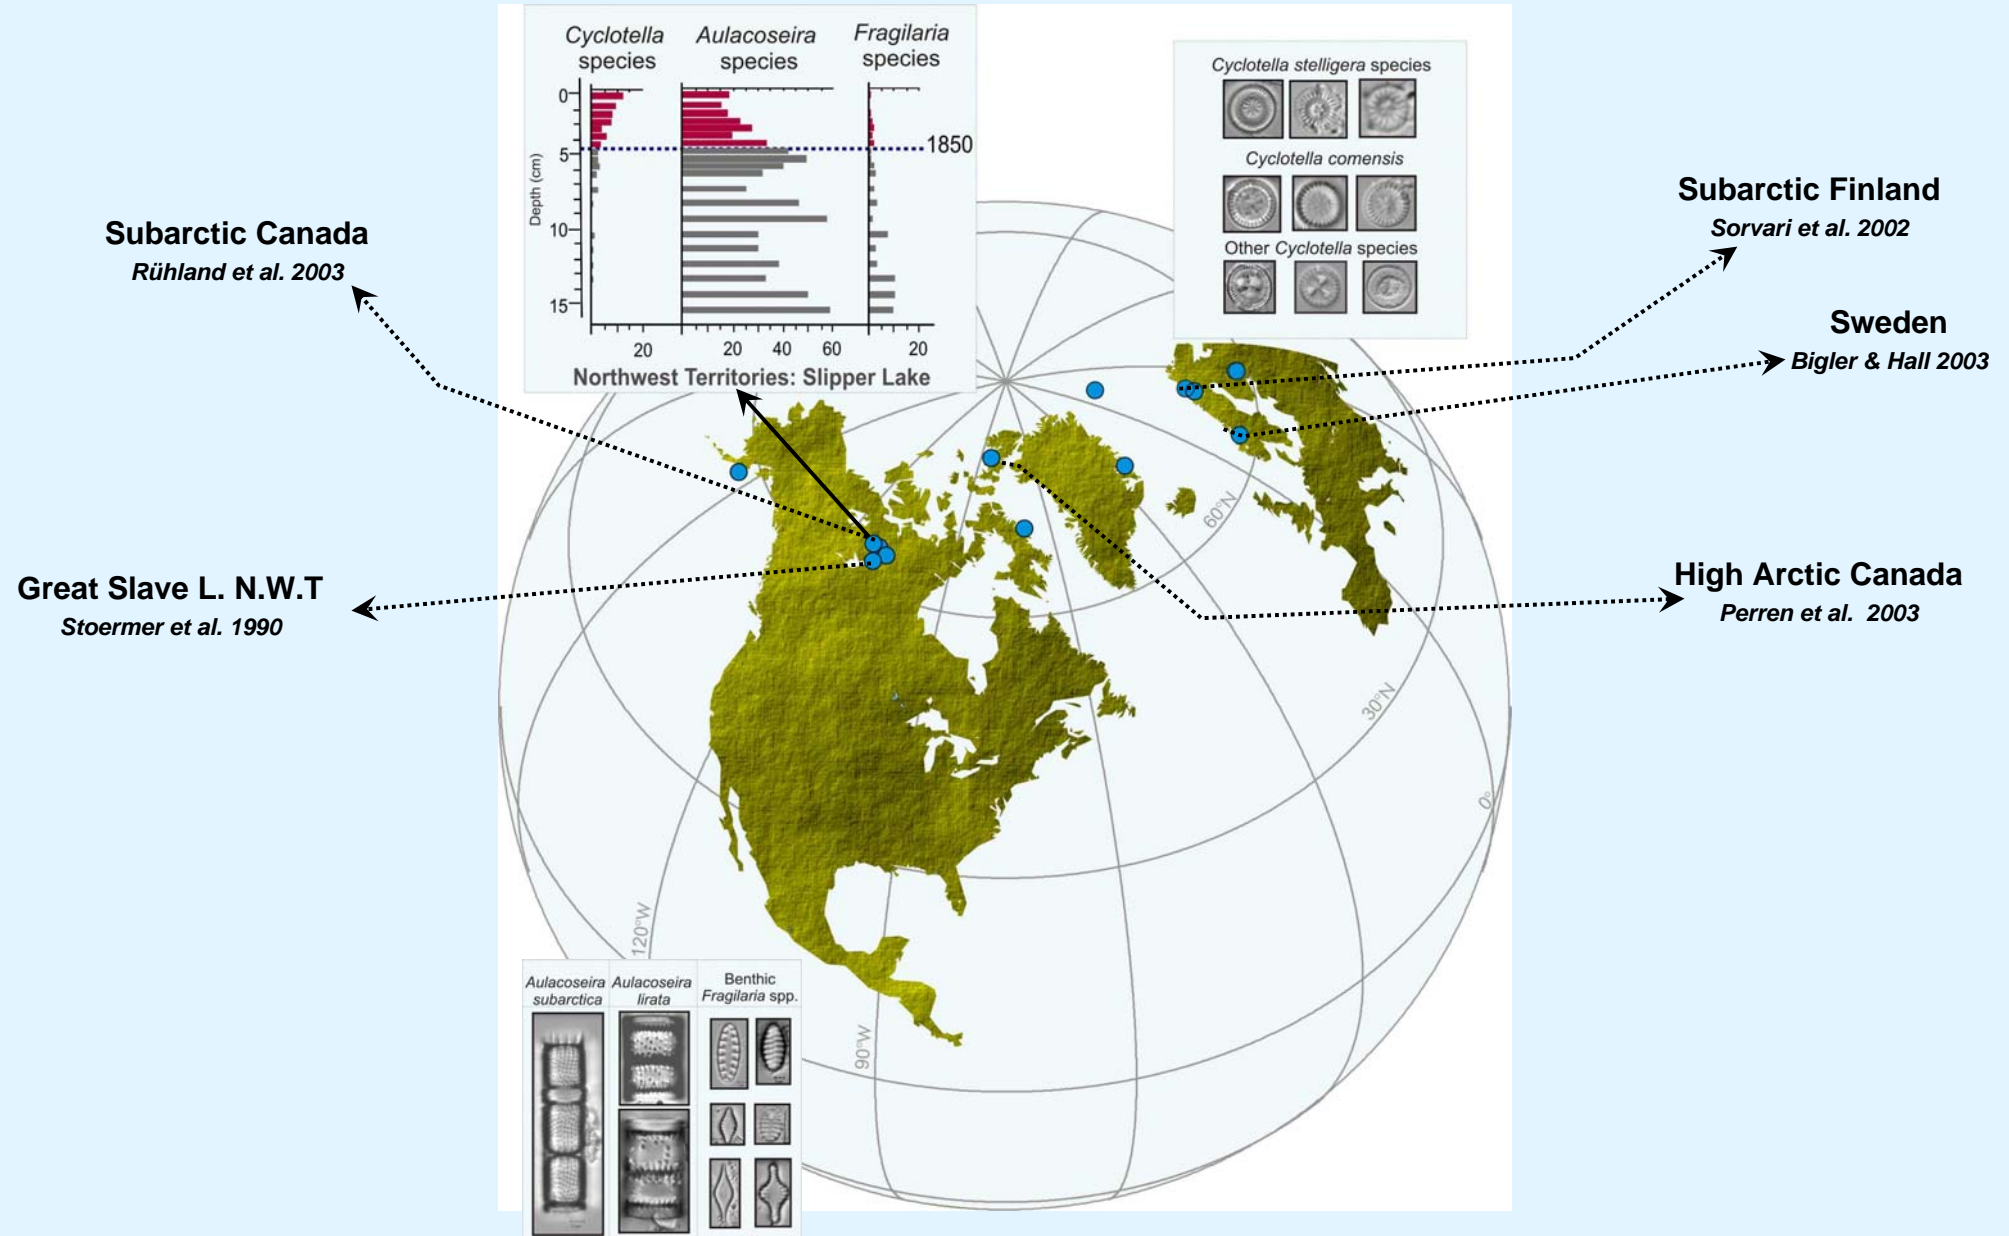 Cyclotella species
Aulacoseira species
Fragilaria species
0
5
10
15
Depth (cm)
1850
20
20 40 60
20
Northwest Territories: Slipper Lake
Cyclotella stelligera species
Cyclotella comensis
Other Cyclotella species
Subarctic Canada
Rühland et al. 2003
Great Slave L. N.W.T
Stoermer et al. 1990
Subarctic Finland
Sorvari et al. 2002
Sweden
Bigler & Hall 2003
High Arctic Canada
Perren et al. 2003
60°N
30°N
0°
120°W
90°W
Aulacoseira
subarctica
Aulacoseira
lirata
Benthic
Fragilaria spp.